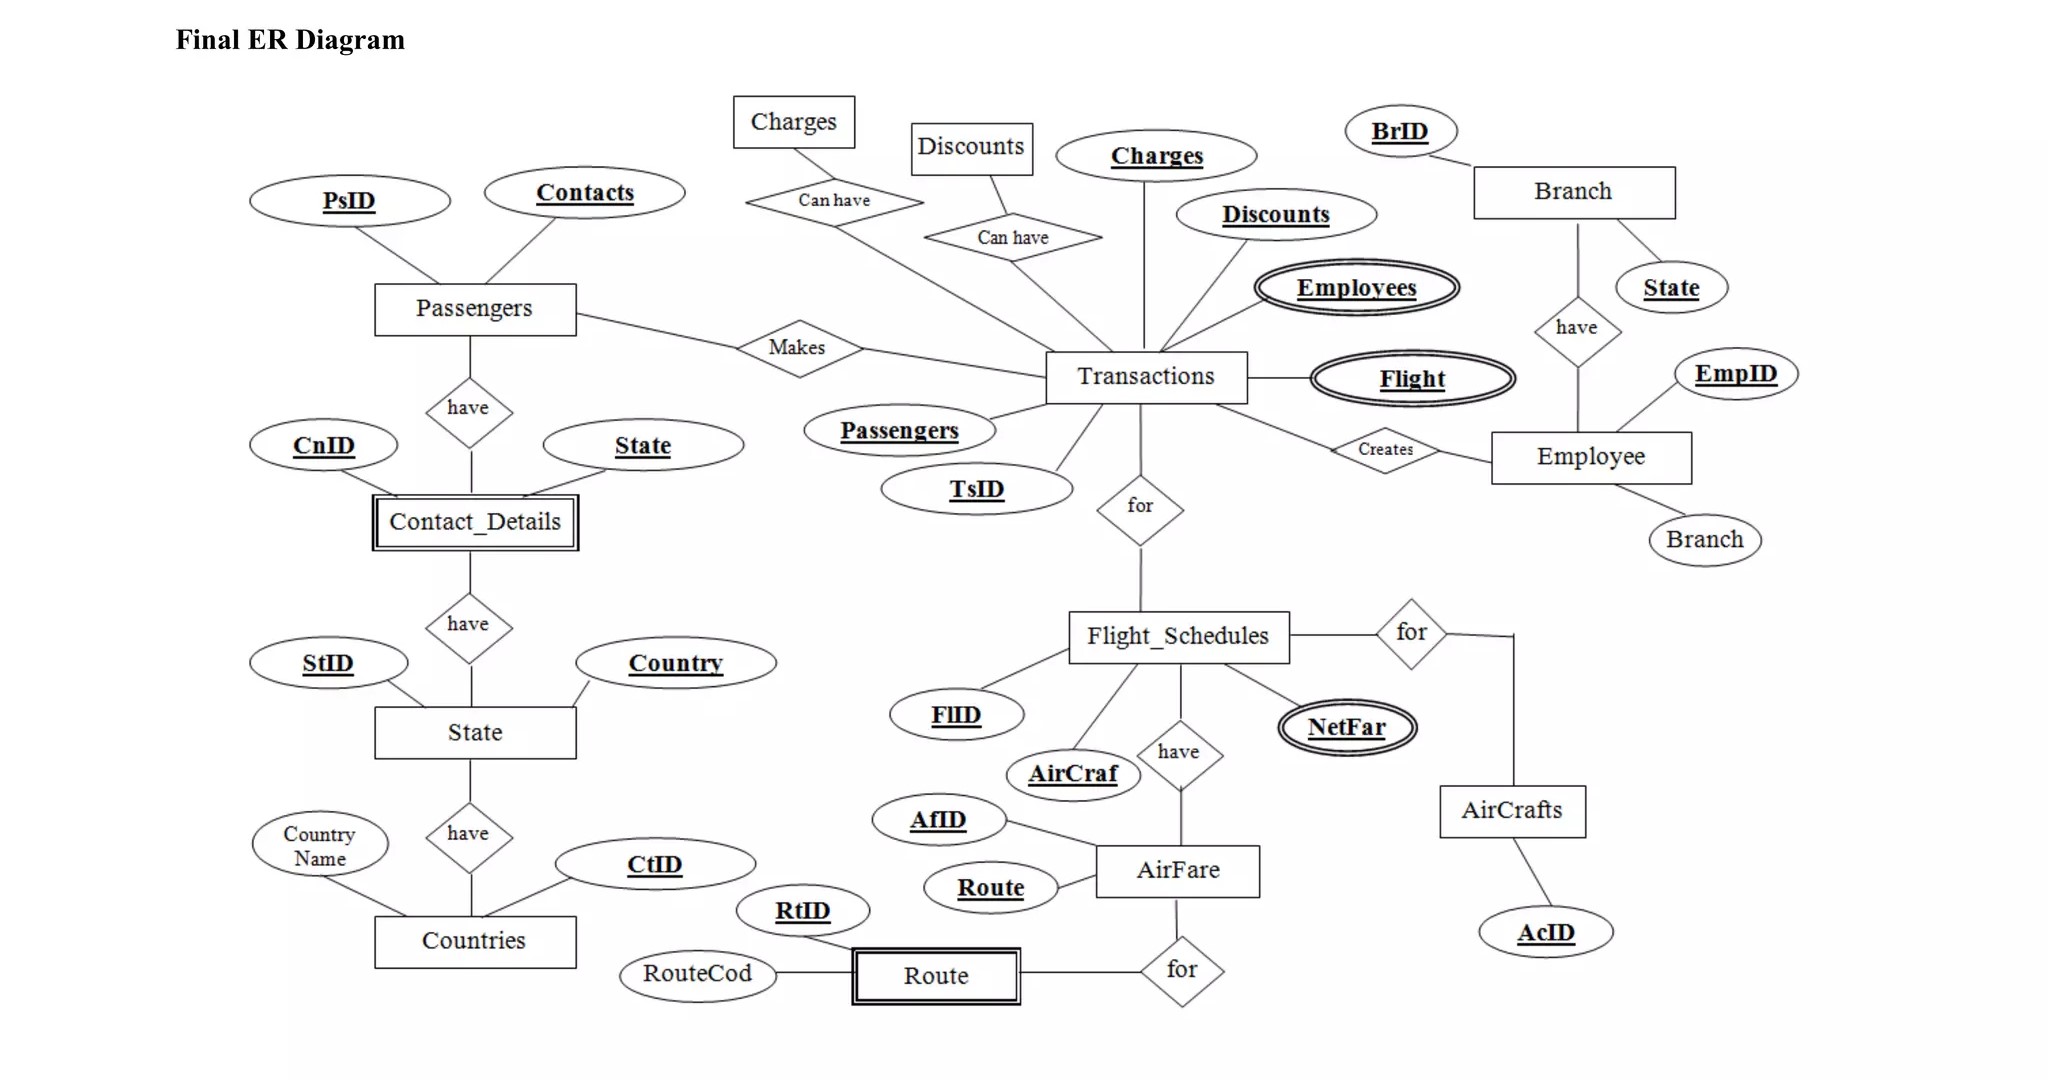 Final ER Diagram
Charges
Discounts
Charges
BrID
Branch
PsID
Contacts
Can have
Discounts
Can have
Employees
State
Passengers
Makes
have
Transactions
Flight
EmpID
have
Passengers
Creates
Employee
CnID
State
TsID
for
Contact_Details
Branch
have
Flight_Schedules
for
StID
Country
FlID
NetFar
State
have
AirCraf
AirCrafts
Country
Name
have
AfID
CtID
AirFare
Route
RtID
AcID
Countries
RouteCod
Route
for